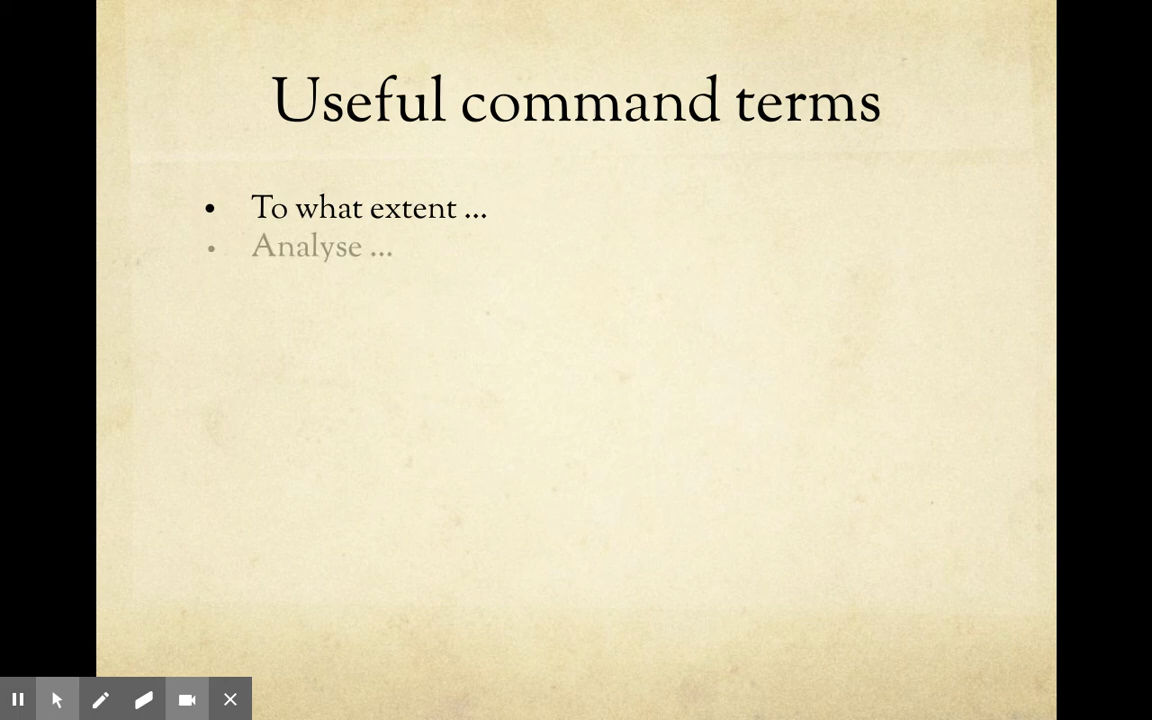 Useful command terms
• To what extent ...
• Analyse ...